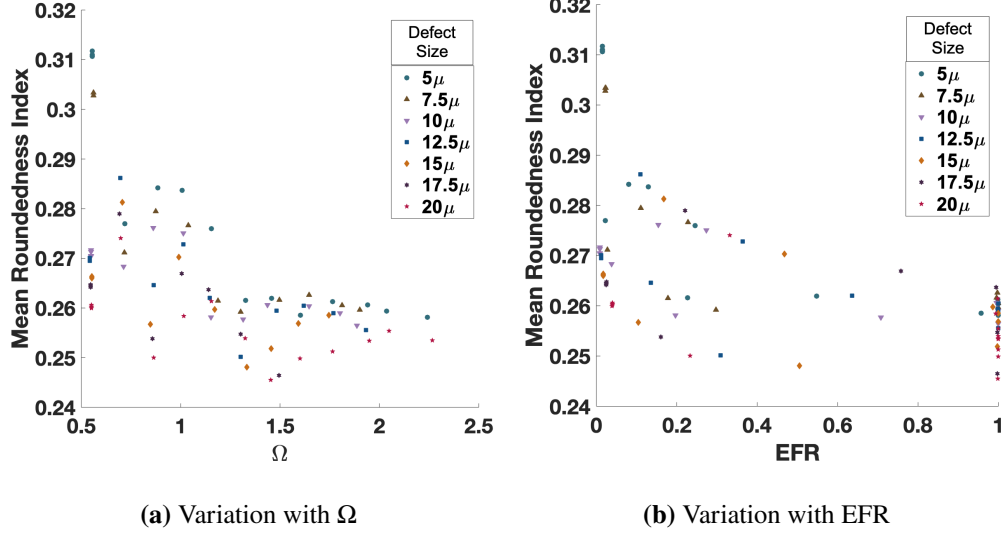 0.32
0.31
0.3
0.29
0.28
0.27
0.26
0.25
0.24
0.5
1
1.5
2
2.5
Mean Roundedness Index
Ω
Defect
Size
5μ
7.5μ
10μ
12.5μ
15μ
17.5μ
20μ
(a) Variation with Ω
0.32
0.31
0.3
0.29
0.28
0.27
0.26
0.25
0.24
0
0.2
0.4
0.6
0.8
1
Mean Roundedness Index
EFR
Defect
Size
5μ
7.5μ
10μ
12.5μ
15μ
17.5μ
20μ
(b) Variation with EFR